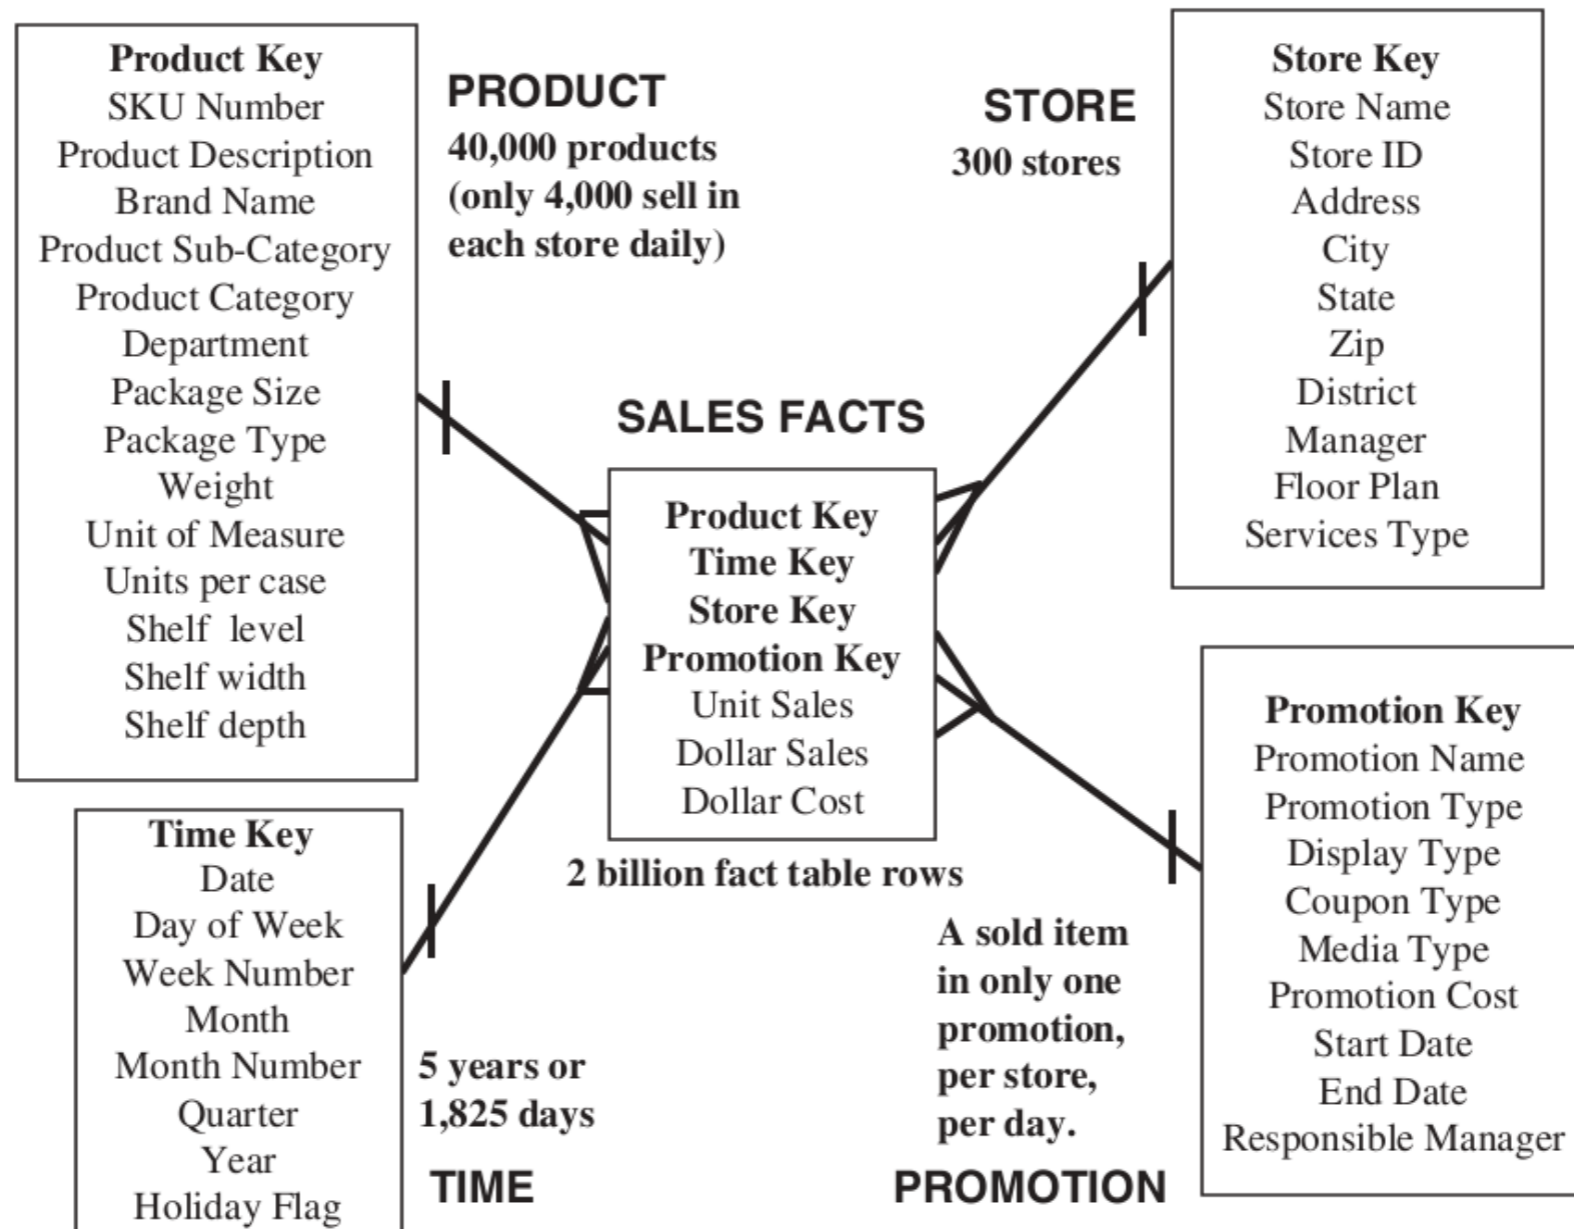 Product Key
SKU Number
Product Description
Brand Name
Product Sub-Category
Product Category
Department
Package Size
Package Type
Weight
Unit of Measure
Units per case
Shelf level
Shelf width
Shelf depth
PRODUCT
40,000 products
(only 4,000 sell in
each store daily)
STORE
300 stores
Store Key
Store Name
Store ID
Address
City
State
Zip
District
Manager
Floor Plan
Services Type
SALES FACTS
Product Key
Time Key
Store Key
Promotion Key
Unit Sales
Dollar Sales
Dollar Cost
2 billion fact table rows
Time Key
Date
Day of Week
Week Number
Month
Month Number
Quarter
Year
Holiday Flag
5 years or
1,825 days
TIME
A sold item
in only one
promotion,
per store,
per day.
PROMOTION
Promotion Key
Promotion Name
Promotion Type
Display Type
Coupon Type
Media Type
Promotion Cost
Start Date
End Date
Responsible Manager